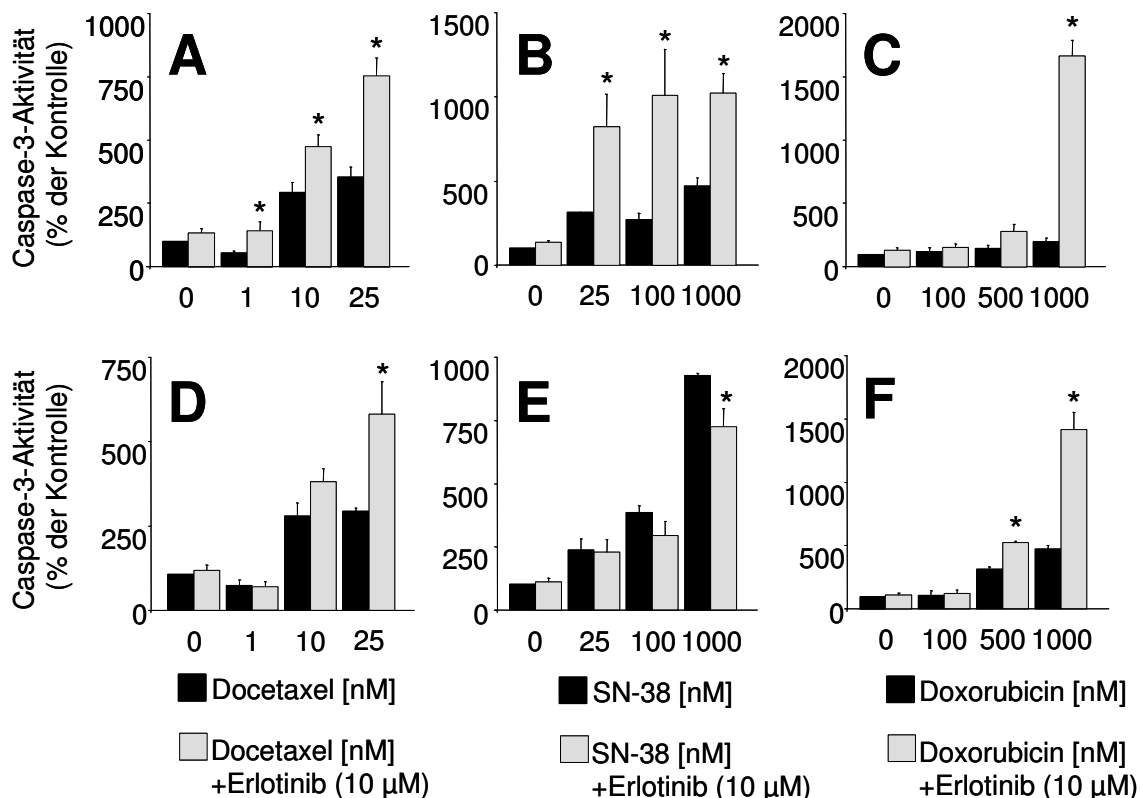 Caspase-3-Aktivität
(% der Kontrolle)
A
1000
750
500
250
0
* * *
0 1 10 25
B
1500
1000
500
0
* * *
0 25 100 1000
C
2000
1500
1000
500
0
*
0 100 500 1000
Caspase-3-Aktivität
(% der Kontrolle)
D
750
500
250
0
*
0 1 10 25
E
1000
750
500
250
0
*
0 25 100 1000
F
2000
1500
1000
500
0
* *
0 100 500 1000
Docetaxel [nM]
Docetaxel [nM]
+Erlotinib (10 µM)
SN-38 [nM]
SN-38 [nM]
+Erlotinib (10 µM)
Doxorubicin [nM]
Doxorubicin [nM]
+Erlotinib (10 µM)